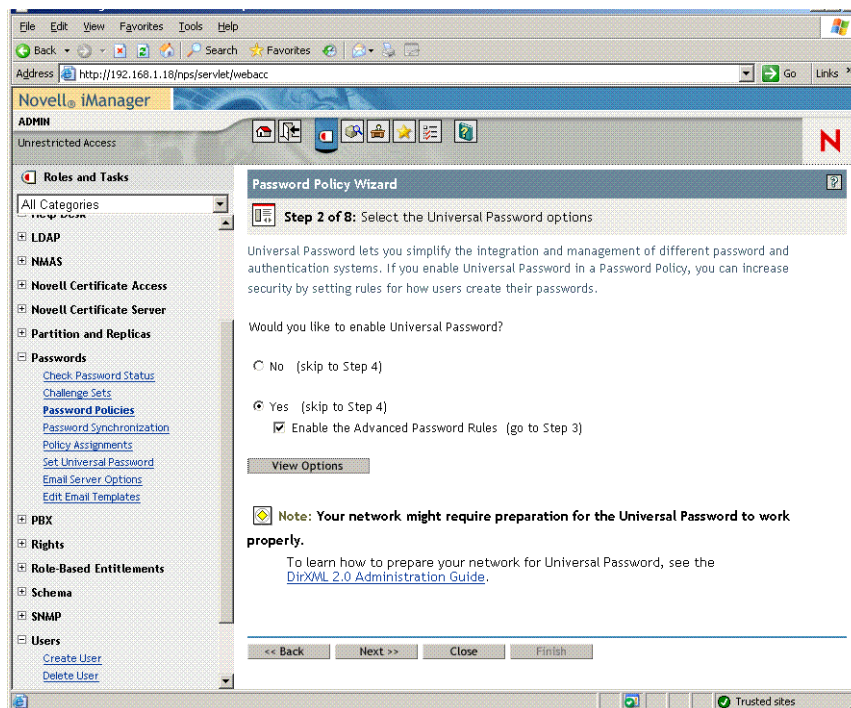 File Edit View Favorites Tools Help
Back Search Favorites
Address http://192.168.1.18/nps/servlet/webacc Go Links »
Novell® iManager
ADMIN
Unrestricted Access
N
Roles and Tasks
All Categories
Help Desk
LDAP
NMAS
Novell Certificate Access
Novell Certificate Server
Partition and Replicas
Passwords
Check Password Status
Challenge Sets
Password Policies
Password Synchronization
Policy Assignments
Set Universal Password
Email Server Options
Edit Email Templates
PBX
Rights
Role-Based Entitlements
Schema
SNMP
Users
Create User
Delete User
Password Policy Wizard ?
Step 2 of 8: Select the Universal Password options
Universal Password lets you simplify the integration and management of different password and
authentication systems. If you enable Universal Password in a Password Policy, you can increase
security by setting rules for how users create their passwords.
Would you like to enable Universal Password?
No (skip to Step 4)
Yes (skip to Step 4)
Enable the Advanced Password Rules (go to Step 3)
View Options
Note: Your network might require preparation for the Universal Password to work
properly.
To learn how to prepare your network for Universal Password, see the
DirXML 2.0 Administration Guide.
<< Back Next >> Close Finish
Trusted sites